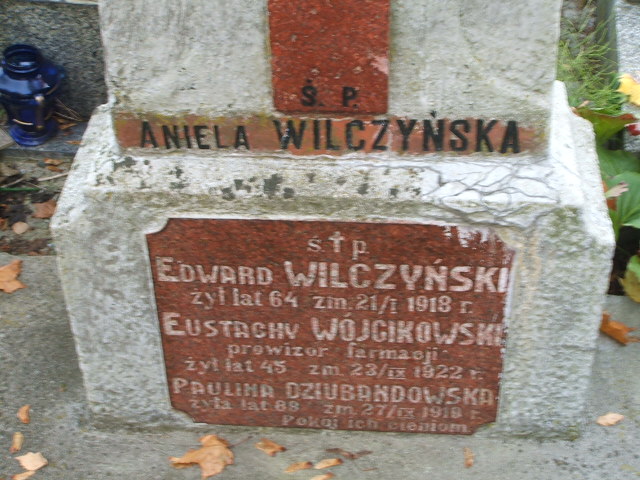 Ś. P.
ANIELA WILCZYŃSKA
s † p
EDWARD WILCZYŃSKI
żył lat 64 zm. 21/I 1918 r.
EUSTACHY WÓJCIKOWSKI
prowizor farmacji
żył lat 45 zm. 23/IX 1922 r.
PAULINA DZIUBANDOWSKA
żyła lat 88 zm. 27/IX 1918 r.
Pokój ich cieniom